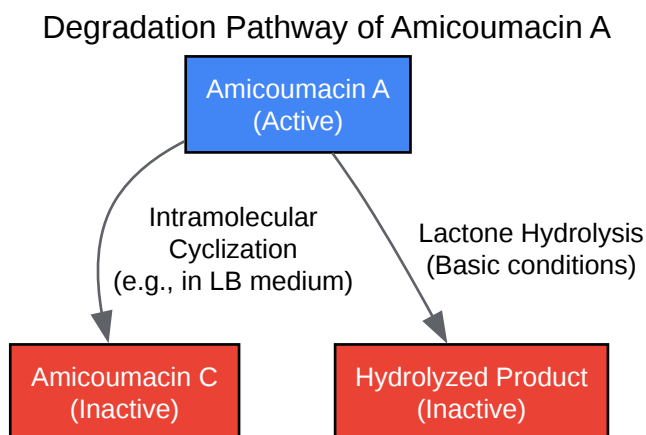 Degradation Pathway of Amicoumacin A
Amicoumacin A
(Active)
Intramolecular
Cyclization
(e.g., in LB medium)
Lactone Hydrolysis
(Basic conditions)
Amicoumacin C
(Inactive)
Hydrolyzed Product
(Inactive)